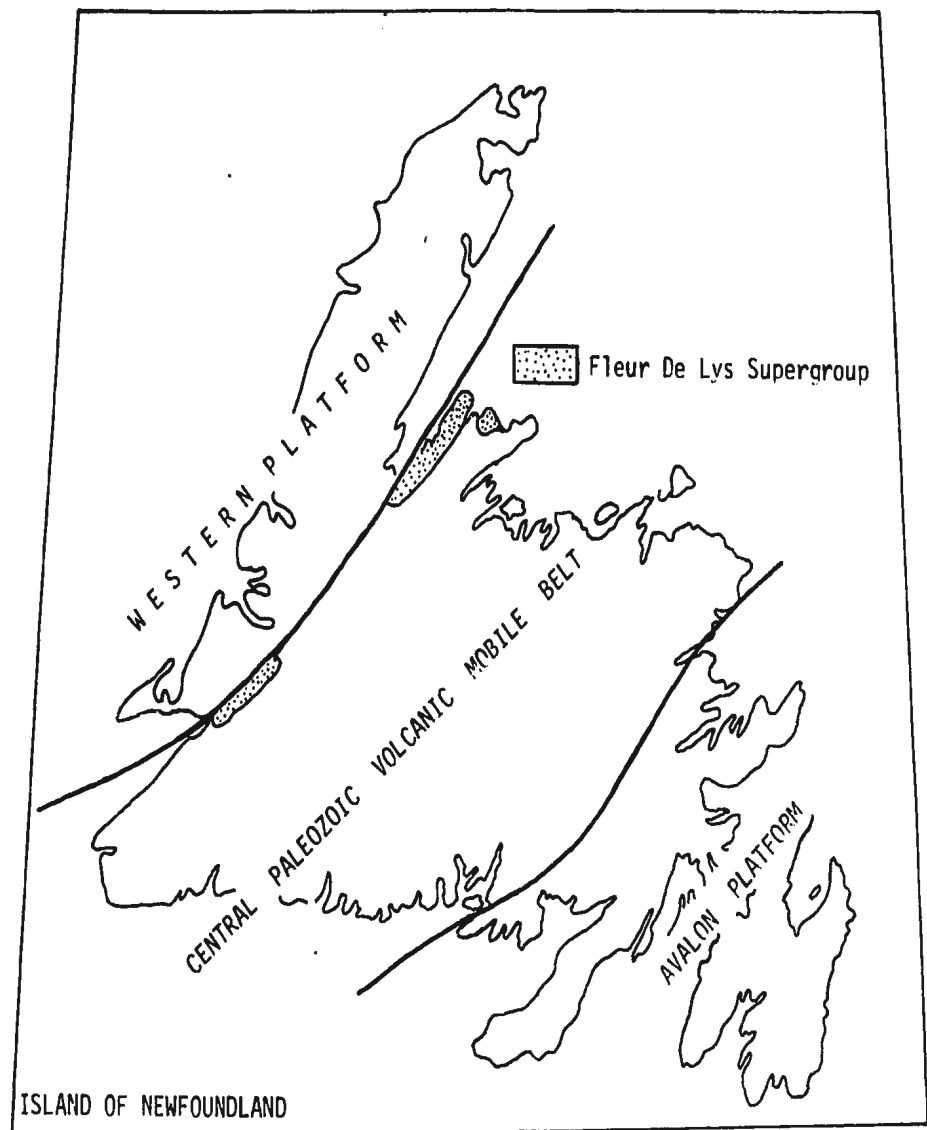 WESTERN PLATFORM
Fleur De Lys Supergroup
CENTRAL PALEOZOIC VOLCANIC MOBILE BELT
AVALON PLATFORM
ISLAND OF NEWFOUNDLAND